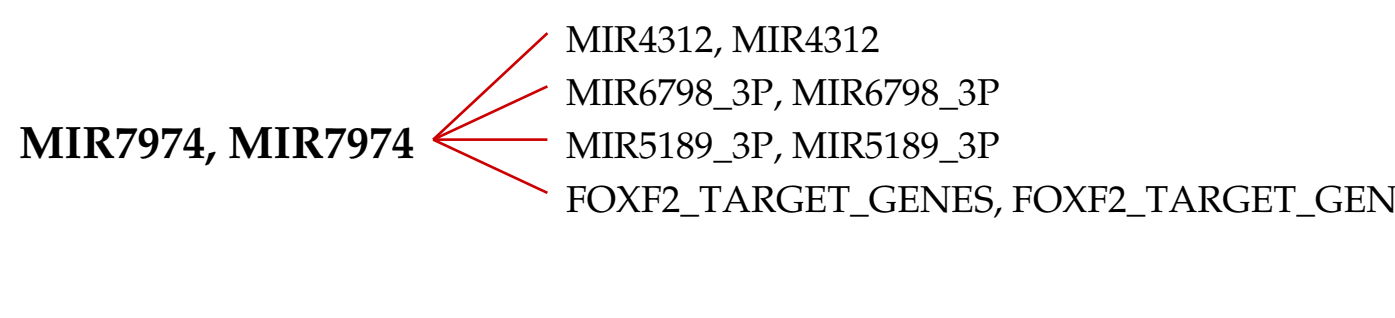 MIR4312, MIR4312
MIR6798_3P, MIR6798_3P
MIR7974, MIR7974
MIR5189_3P, MIR5189_3P
FOXF2_TARGET_GENES, FOXF2_TARGET_GEN